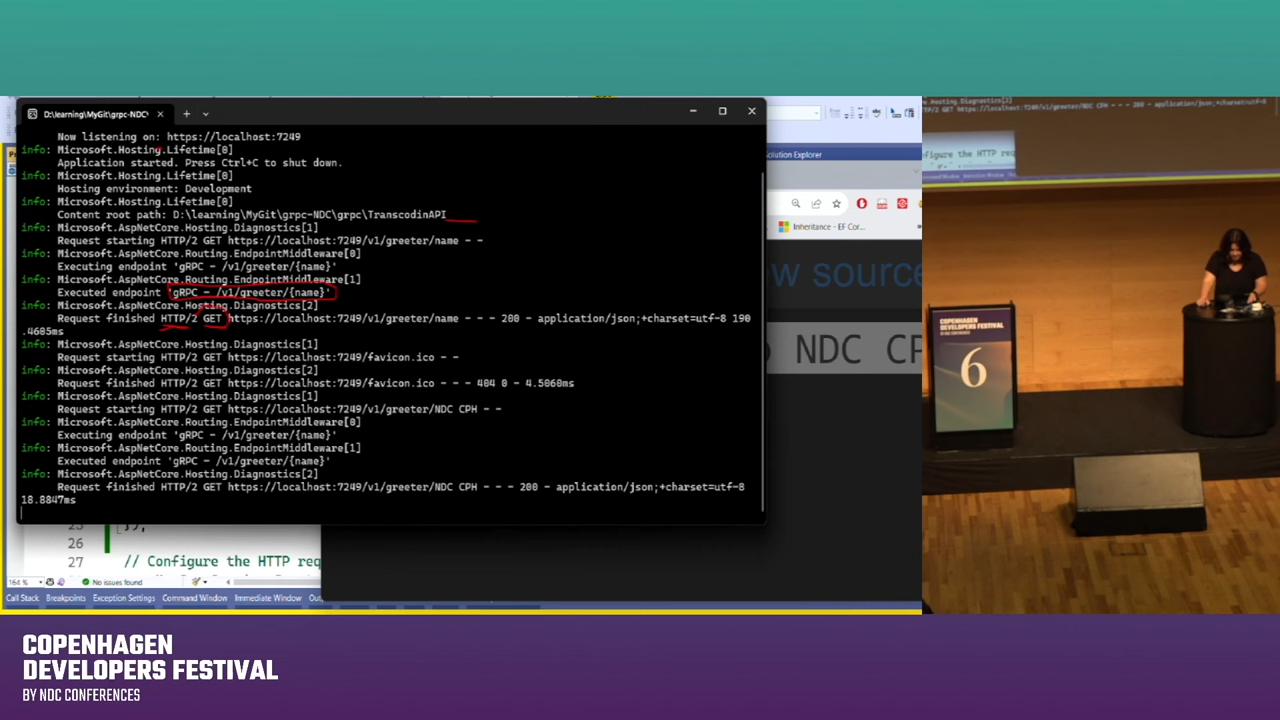 D:\learning\MyGit\grpc-NDC\
Now listening on: https://localhost:7249
info: Microsoft.Hosting.Lifetime[0]
Application started. Press Ctrl+C to shut down.
info: Microsoft.Hosting.Lifetime[0]
Hosting environment: Development
info: Microsoft.Hosting.Lifetime[0]
Content root path: D:\learning\MyGit\grpc-NDC\grpc\TranscodinAPI
info: Microsoft.AspNetCore.Hosting.Diagnostics[1]
Request starting HTTP/2 GET https://localhost:7249/v1/greeter/name - -
info: Microsoft.AspNetCore.Routing.EndpointMiddleware[0]
Executing endpoint 'gRPC - /v1/greeter/{name}'
info: Microsoft.AspNetCore.Routing.EndpointMiddleware[1]
Executed endpoint 'gRPC - /v1/greeter/{name}'
info: Microsoft.AspNetCore.Hosting.Diagnostics[2]
Request finished HTTP/2 GET https://localhost:7249/v1/greeter/name - - - 200 - application/json;+charset=utf-8 190
.4605ms
info: Microsoft.AspNetCore.Hosting.Diagnostics[1]
Request starting HTTP/2 GET https://localhost:7249/favicon.ico - -
info: Microsoft.AspNetCore.Hosting.Diagnostics[2]
Request finished HTTP/2 GET https://localhost:7249/favicon.ico - - - 404 0 - 4.5060ms
info: Microsoft.AspNetCore.Hosting.Diagnostics[1]
Request starting HTTP/2 GET https://localhost:7249/v1/greeter/NDC CPH - -
info: Microsoft.AspNetCore.Routing.EndpointMiddleware[0]
Executing endpoint 'gRPC - /v1/greeter/{name}'
info: Microsoft.AspNetCore.Routing.EndpointMiddleware[1]
Executed endpoint 'gRPC - /v1/greeter/{name}'
info: Microsoft.AspNetCore.Hosting.Diagnostics[2]
Request finished HTTP/2 GET https://localhost:7249/v1/greeter/NDC CPH - - - 200 - application/json;+charset=utf-8
18.8847ms
olution Explorer
Inheritance - EF Cor...
w source
NDC CP
26
27 // Configure the HTTP req
164 % No issues found
Call Stack Breakpoints Exception Settings Command Window Immediate Window Out
COPENHAGEN
DEVELOPERS FESTIVAL
BY NDC CONFERENCES
6
COPENHAGEN
DEVELOPERS FESTIVAL
BY NDC CONFERENCES